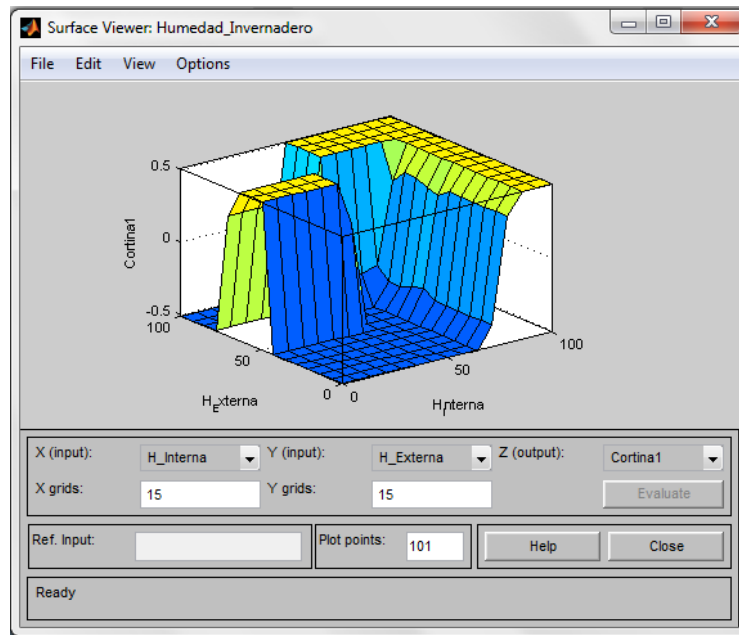 Surface Viewer: Humedad_Invernadero
File Edit View Options
0.5
0
-0.5
100
50
0
0
50
100
Cortina1
H_Externa
H_Interna
X (input): H_Interna Y (input): H_Externa Z (output): Cortina1
X grids: 15 Y grids: 15 Evaluate
Ref. Input: Plot points: 101 Help Close
Ready